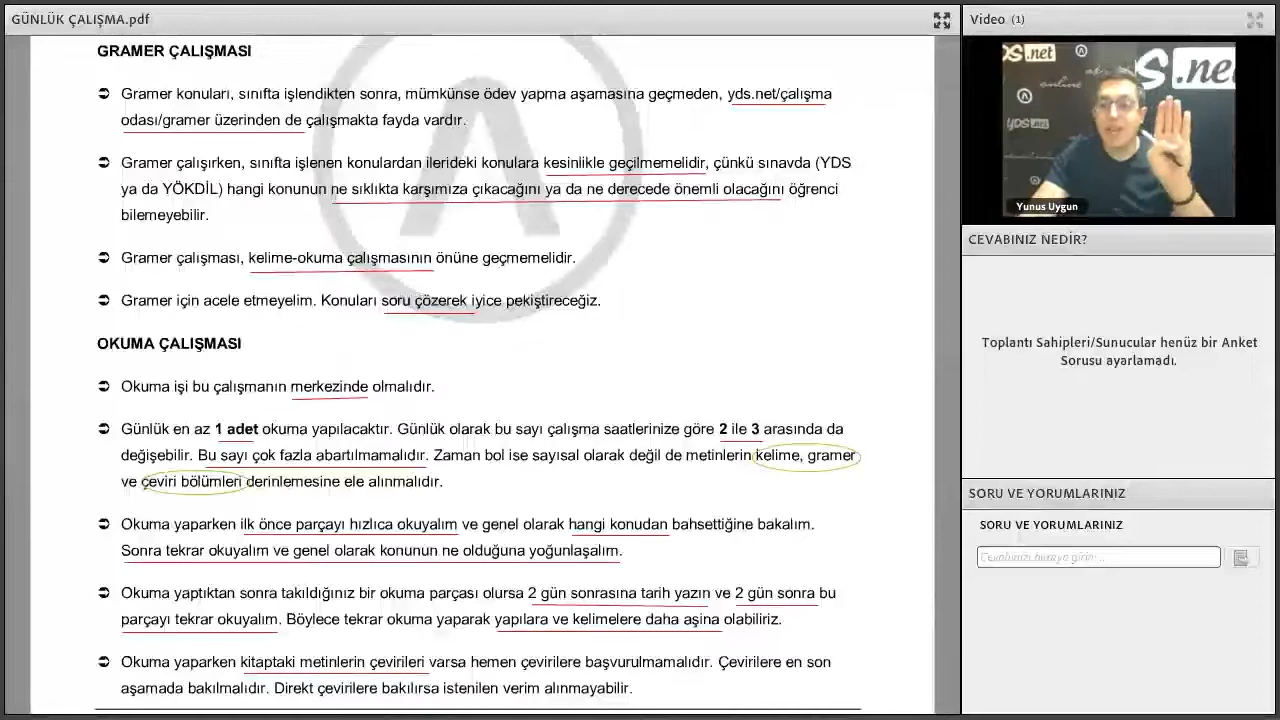 GÜNLÜK ÇALIŞMA.pdf
GRAMER ÇALIŞMASI
➲ Gramer konuları, sınıfta işlendikten sonra, mümkünse ödev yapma aşamasına geçmeden, yds.net/çalışma
odası/gramer üzerinden de çalışmakta fayda vardır.
➲ Gramer çalışırken, sınıfta işlenen konulardan ilerideki konulara kesinlikle geçilmemelidir, çünkü sınavda (YDS
ya da YÖKDİL) hangi konunun ne sıklıkta karşımıza çıkacağını ya da ne derecede önemli olacağını öğrenci
bilemeyebilir.
➲ Gramer çalışması, kelime-okuma çalışmasının önüne geçmemelidir.
➲ Gramer için acele etmeyelim. Konuları soru çözerek iyice pekiştireceğiz.
OKUMA ÇALIŞMASI
➲ Okuma işi bu çalışmanın merkezinde olmalıdır.
➲ Günlük en az 1 adet okuma yapılacaktır. Günlük olarak bu sayı çalışma saatlerinize göre 2 ile 3 arasında da
değişebilir. Bu sayı çok fazla abartılmamalıdır. Zaman bol ise sayısal olarak değil de metinlerin kelime, gramer
ve çeviri bölümleri derinlemesine ele alınmalıdır.
➲ Okuma yaparken ilk önce parçayı hızlıca okuyalım ve genel olarak hangi konudan bahsettiğine bakalım.
Sonra tekrar okuyalım ve genel olarak konunun ne olduğuna yoğunlaşalım.
➲ Okuma yaptıktan sonra takıldığınız bir okuma parçası olursa 2 gün sonrasına tarih yazın ve 2 gün sonra bu
parçayı tekrar okuyalım. Böylece tekrar okuma yaparak yapılara ve kelimelere daha aşina olabiliriz.
➲ Okuma yaparken kitaptaki metinlerin çevirileri varsa hemen çevirilere başvurulmamalıdır. Çevirilere en son
aşamada bakılmalıdır. Direkt çevirilere bakılırsa istenilen verim alınmayabilir.
Video (1)
DS.net
S.ne
online
YDS.net
Yunus Uygun
CEVABINIZ NEDİR?
Toplantı Sahipleri/Sunucular henüz bir Anket
Sorusu ayarlamadı.
SORU VE YORUMLARINIZ
SORU VE YORUMLARINIZ
Cevabınızı buraya girin...